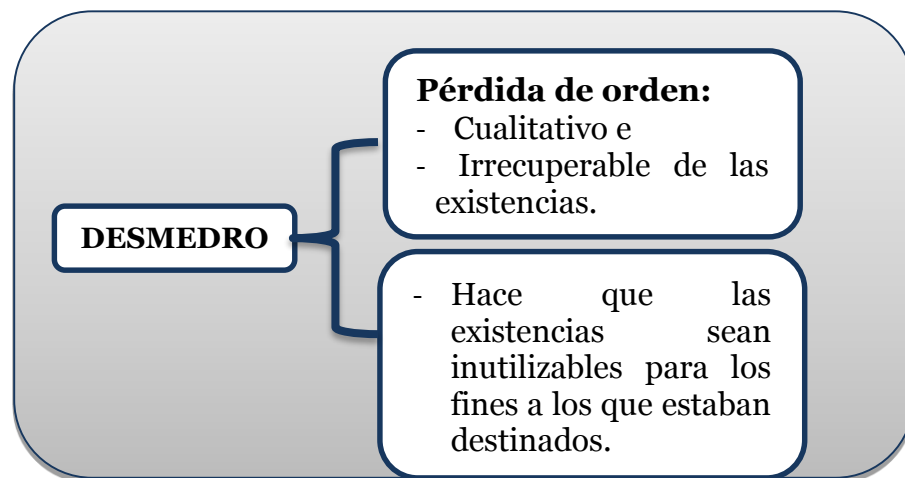 DESMEDRO
Pérdida de orden:
- Cualitativo e
- Irrecuperable de las
existencias.
- Hace que las
existencias sean
inutilizables para los
fines a los que estaban
destinados.